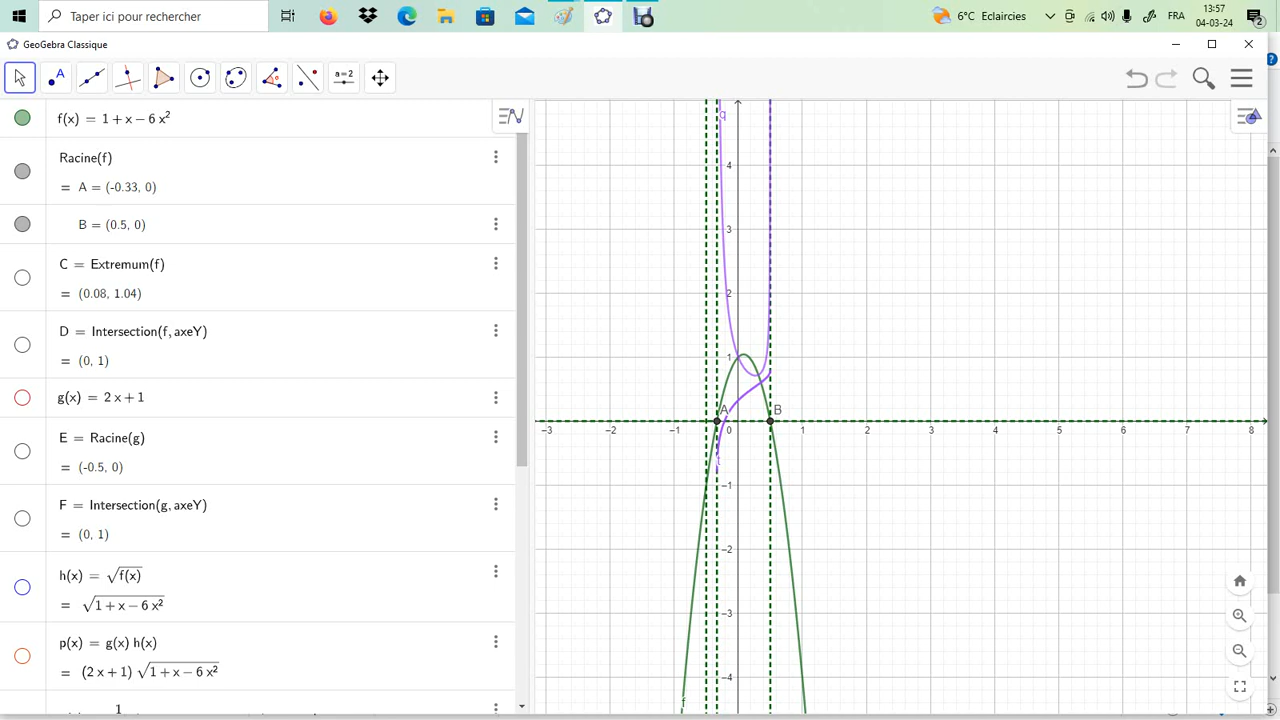 Taper ici pour rechercher
6°C Eclaircies
FRA
13:57
04-03-24
2
GeoGebra Classique
a=2
f(x) = 1 + x − 6 x²
Racine(f)
= A = (-0.33, 0)
B = (0.5, 0)
C = Extremum(f)
= (0.08, 1.04)
D = Intersection(f, axeY)
= (0, 1)
g(x) = 2 x + 1
E = Racine(g)
= (-0.5, 0)
F = Intersection(g, axeY)
= (0, 1)
h(x) = √f(x)
= √1 + x − 6 x²
p(x) = g(x) h(x)
= (2 x + 1) √1 + x − 6 x²
1
q
4
3
2
1
A
B
−3 −2 −1 0 1 2 3 4 5 6 7 8
t
−1
−2
−3
−4
f